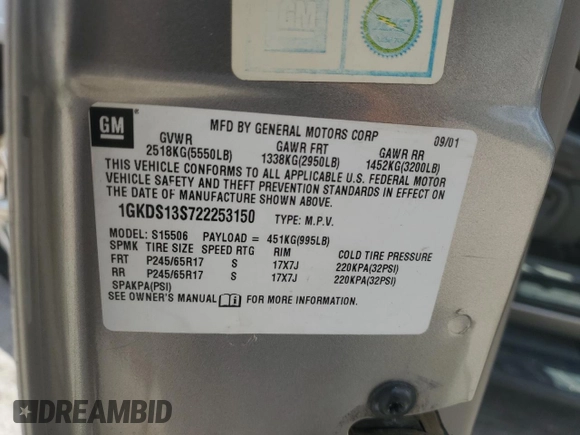 GM
MFD BY GENERAL MOTORS CORP 09/01
GVWR GAWR FRT GAWR RR
2518KG(5550LB) 1338KG(2950LB) 1452KG(3200LB)
THIS VEHICLE CONFORMS TO ALL APPLICABLE U.S. FEDERAL MOTOR
VEHICLE SAFETY AND THEFT PREVENTION STANDARDS IN EFFECT ON
THE DATE OF MANUFACTURE SHOWN ABOVE.
1GKDS13S722253150 TYPE: M.P.V.
MODEL: S15506 PAYLOAD = 451KG(995LB)
SPMK TIRE SIZE SPEED RTG RIM COLD TIRE PRESSURE
FRT P245/65R17 S 17X7J 220KPA(32PSI)
RR P245/65R17 S 17X7J 220KPA(32PSI)
SPAKPA(PSI)
SEE OWNER'S MANUAL FOR MORE INFORMATION.
DREAMBID